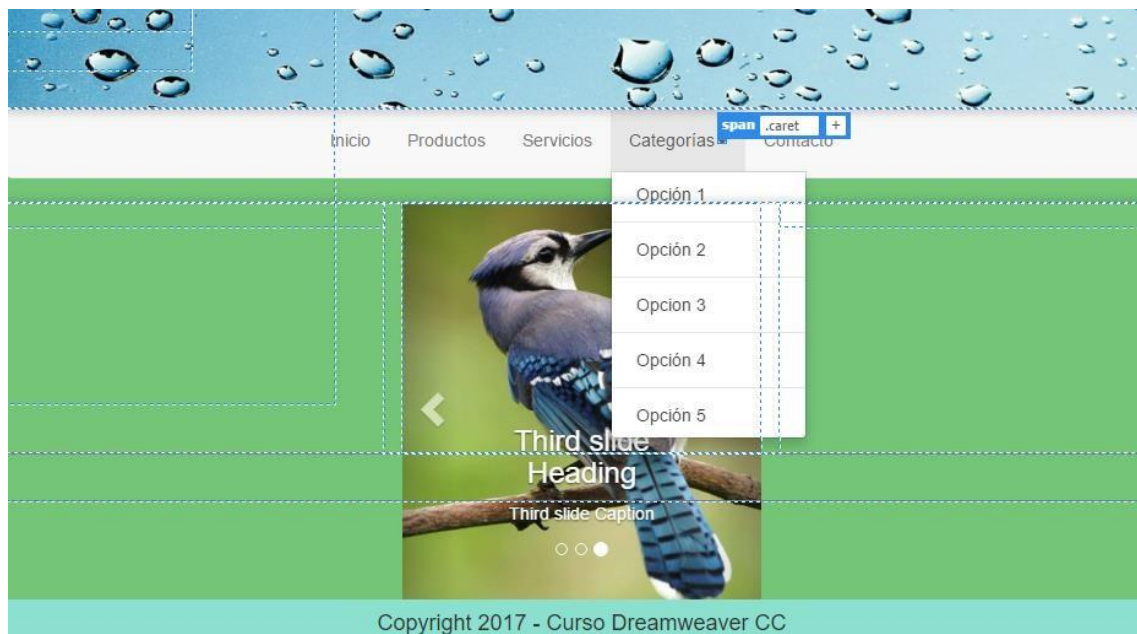 span .caret +
Inicio Productos Servicios Categorías Contacto
Opción 1
Opción 2
Opcion 3
Opción 4
Opción 5
Third slide
Heading
Third slide Caption
Copyright 2017 - Curso Dreamweaver CC